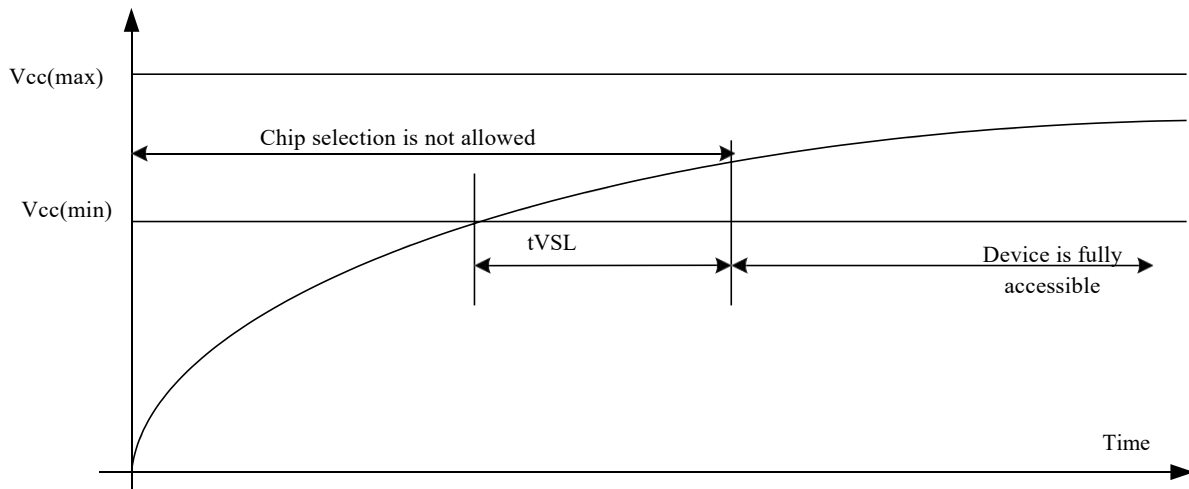 Vcc(max)
Chip selection is not allowed
Vcc(min)
tVSL
Device is fully
accessible
Time